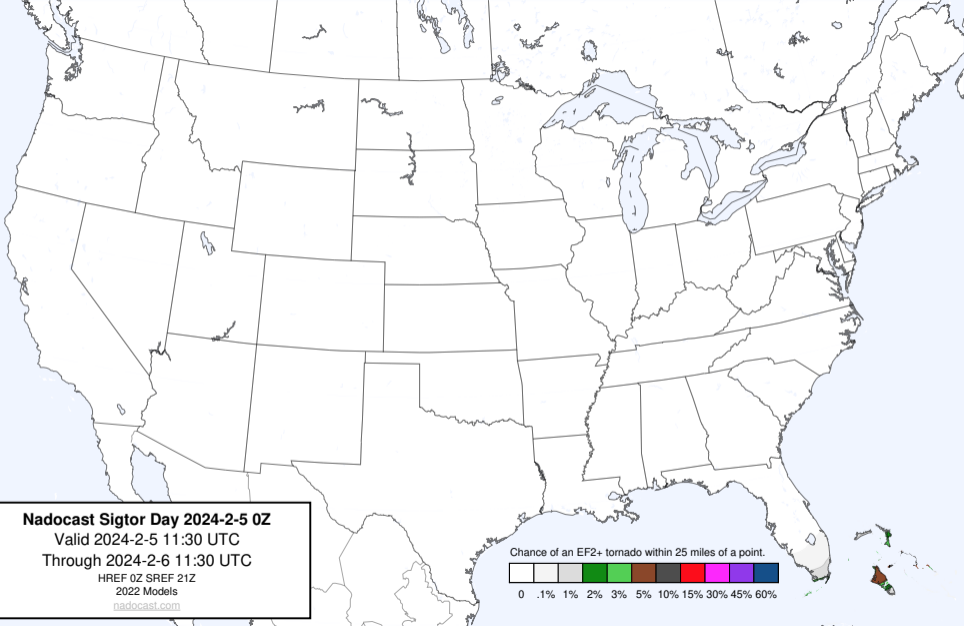 Nadocast Sigtor Day 2024-2-5 0Z
Valid 2024-2-5 11:30 UTC
Through 2024-2-6 11:30 UTC
HREF 0Z SREF 21Z
2022 Models
nadocast.com
Chance of an EF2+ tornado within 25 miles of a point.
0 .1% 1% 2% 3% 5% 10% 15% 30% 45% 60%